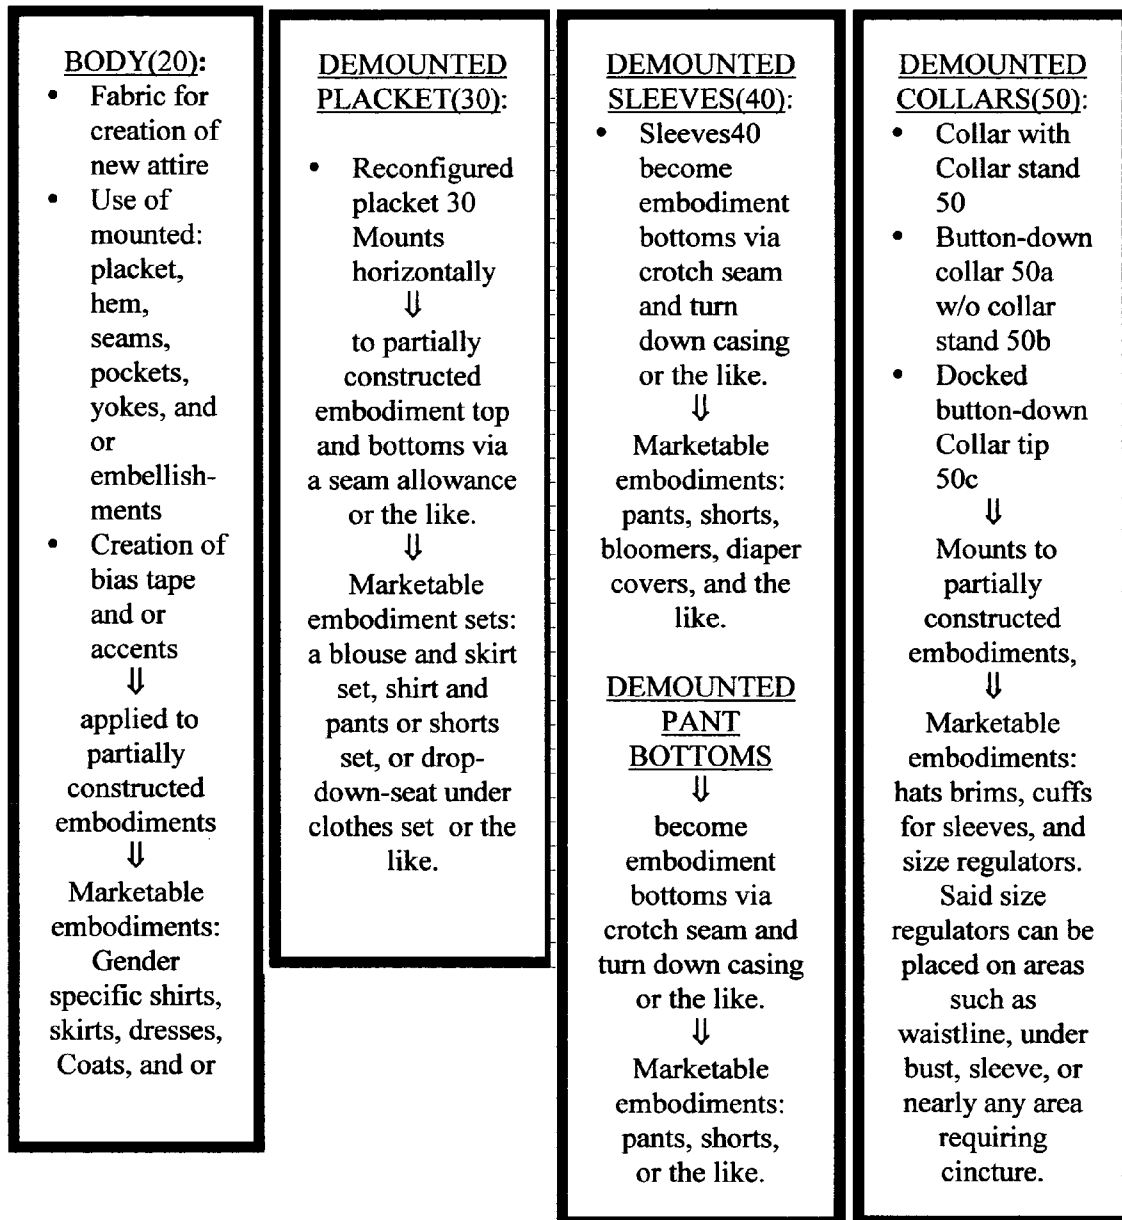 BODY(20):
• Fabric for
creation of
new attire
• Use of
mounted:
placket,
hem,
seams,
pockets,
yokes, and
or
embellish-
ments
• Creation of
bias tape
and or
accents
⇓
applied to
partially
constructed
embodiments
⇓
Marketable
embodiments:
Gender
specific shirts,
skirts, dresses,
Coats, and or
DEMOUNTED
PLACKET(30):
• Reconfigured
placket 30
Mounts
horizontally
⇓
to partially
constructed
embodiment top
and bottoms via
a seam allowance
or the like.
⇓
Marketable
embodiment sets:
a blouse and skirt
set, shirt and
pants or shorts
set, or drop-
down-seat under
clothes set or the
like.
DEMOUNTED
SLEEVES(40):
• Sleeves40
become
embodiment
bottoms via
crotch seam
and turn
down casing
or the like.
⇓
Marketable
embodiments:
pants, shorts,
bloomers, diaper
covers, and the
like.
DEMOUNTED
PANT
BOTTOMS
⇓
become
embodiment
bottoms via
crotch seam and
turn down casing
or the like.
⇓
Marketable
embodiments:
pants, shorts,
or the like.
DEMOUNTED
COLLARS(50):
• Collar with
Collar stand
50
• Button-down
collar 50a
w/o collar
stand 50b
• Docked
button-down
Collar tip
50c
⇓
Mounts to
partially
constructed
embodiments,
⇓
Marketable
embodiments:
hats brims, cuffs
for sleeves, and
size regulators.
Said size
regulators can be
placed on areas
such as
waistline, under
bust, sleeve, or
nearly any area
requiring
cincture.